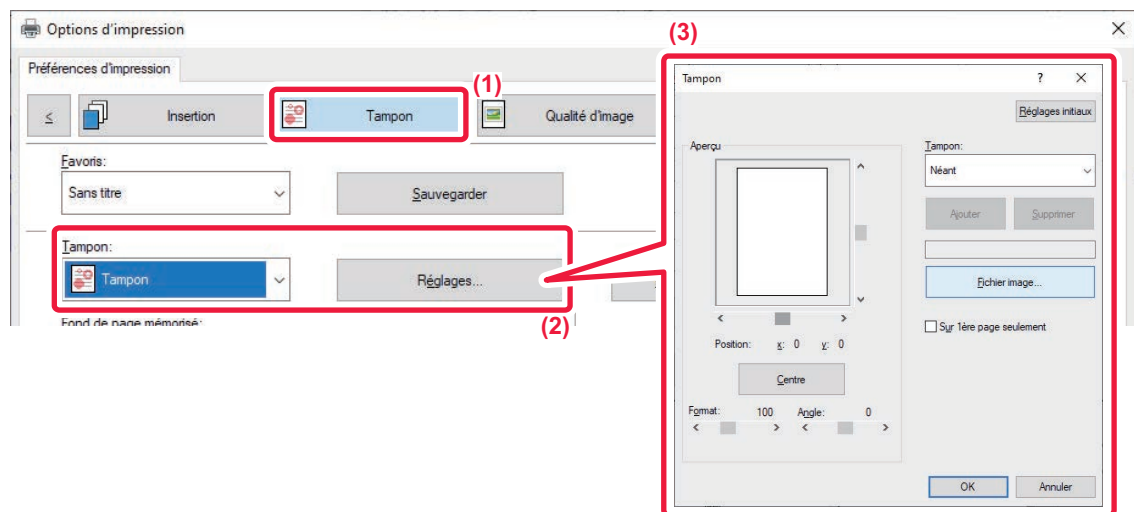 Options d'impression
Préférences d'impression
(1)
<
Insertion
Tampon
Qualité d'image
Favoris:
Sans titre
Sauvegarder
Tampon:
Tampon
Réglages...
(2)
Fond de page mémorisé:
(3)
Tampon
?
Réglages initiaux
Aperçu
Tampon:
Néant
Ajouter
Supprimer
Fichier image...
Sur 1ère page seulement
Position: x: 0 y: 0
Centre
Format: 100 Angle: 0
OK
Annuler